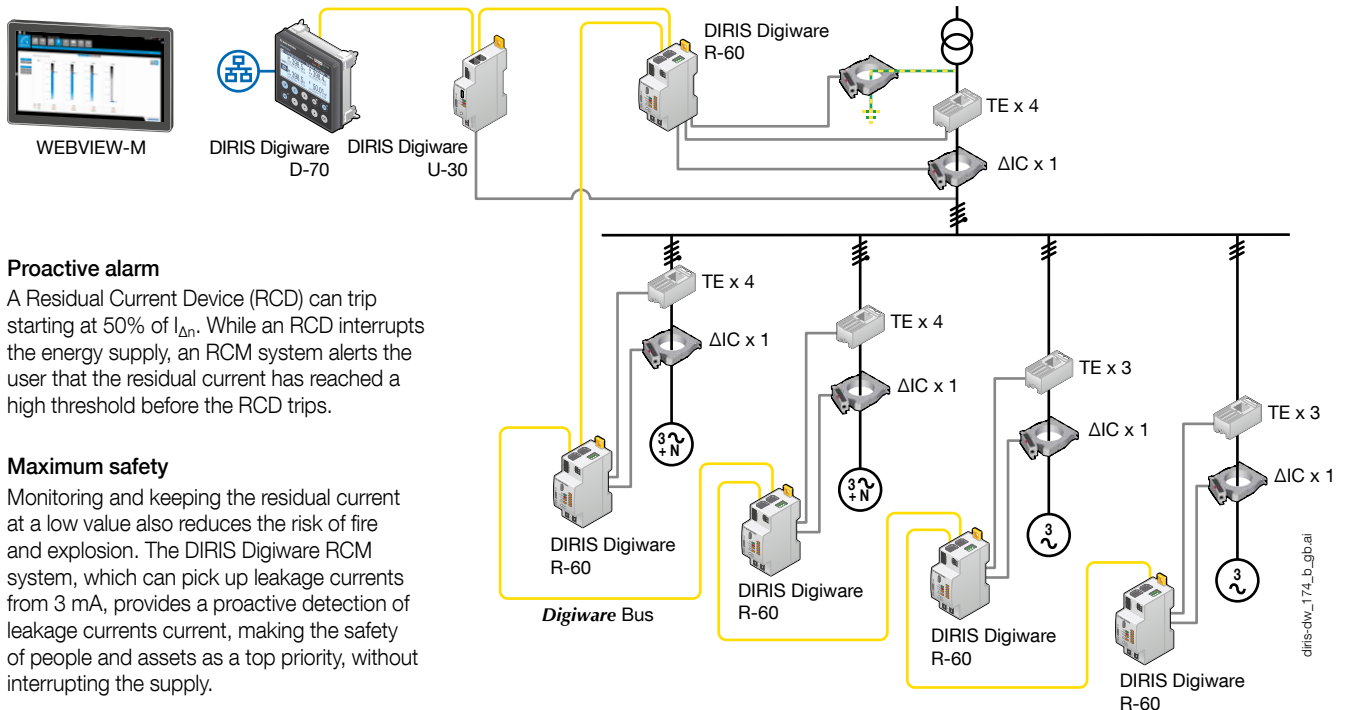 DIRIS Digiware
R-60
TE x 4
ΔIC x 1
WEBVIEW-M
DIRIS Digiware
D-70
DIRIS Digiware
U-30
Proactive alarm
A Residual Current Device (RCD) can trip
starting at 50% of IΔn. While an RCD interrupts
the energy supply, an RCM system alerts the
user that the residual current has reached a
high threshold before the RCD trips.
Maximum safety
Monitoring and keeping the residual current
at a low value also reduces the risk of fire
and explosion. The DIRIS Digiware RCM
system, which can pick up leakage currents
from 3 mA, provides a proactive detection of
leakage currents current, making the safety
of people and assets as a top priority, without
interrupting the supply.
TE x 4
ΔIC x 1
3
+ N
DIRIS Digiware
R-60
Digiware Bus
TE x 4
ΔIC x 1
3
+ N
DIRIS Digiware
R-60
TE x 3
ΔIC x 1
3
DIRIS Digiware
R-60
TE x 3
ΔIC x 1
3
DIRIS Digiware
R-60
diris-dw_174_b_gb.ai